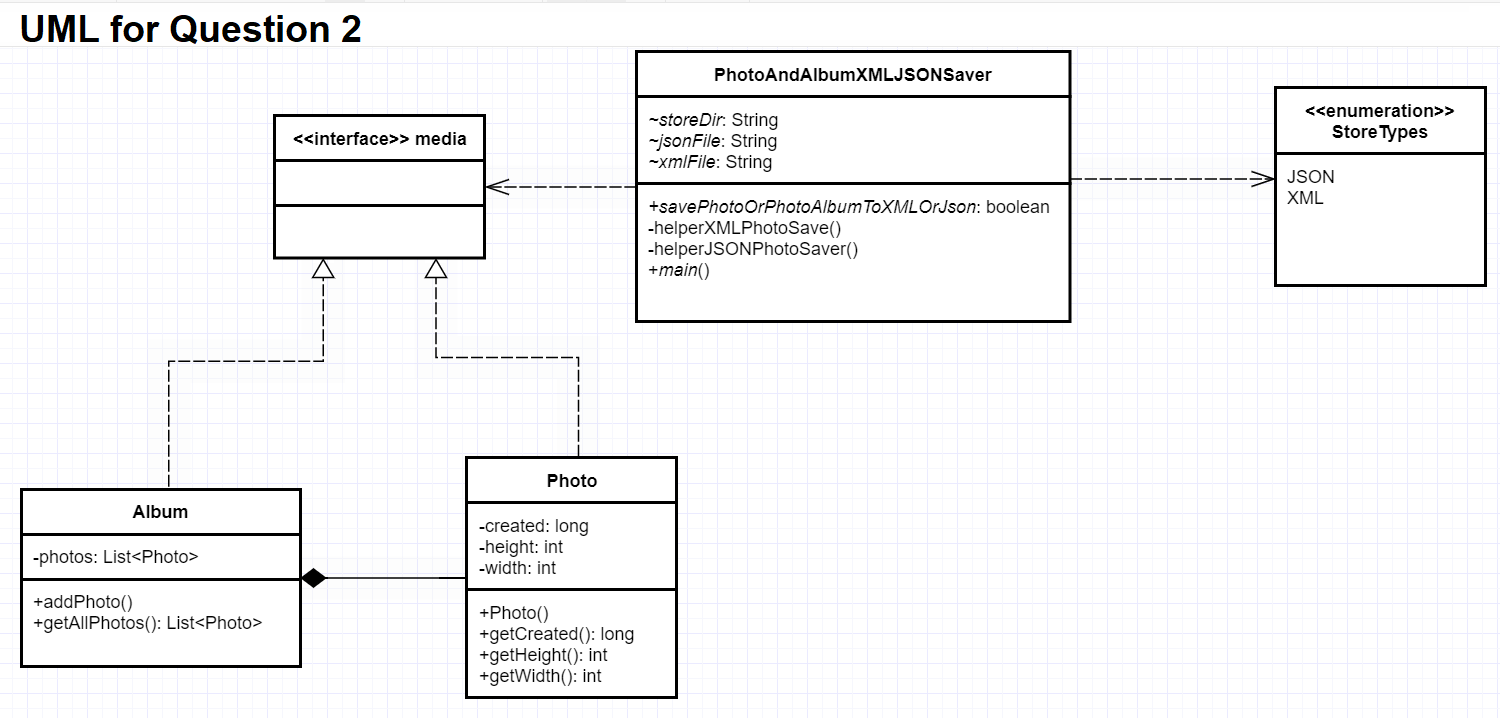 UML for Question 2
<<interface>> media
PhotoAndAlbumXMLJSONSaver
~storeDir: String
~jsonFile: String
~xmlFile: String
+savePhotoOrPhotoAlbumToXMLOrJson: boolean
-helperXMLPhotoSave()
-helperJSONPhotoSaver()
+main()
<<enumeration>>
StoreTypes
JSON
XML
Album
-photos: List<Photo>
+addPhoto()
+getAllPhotos(): List<Photo>
Photo
-created: long
-height: int
-width: int
+Photo()
+getCreated(): long
+getHeight(): int
+getWidth(): int